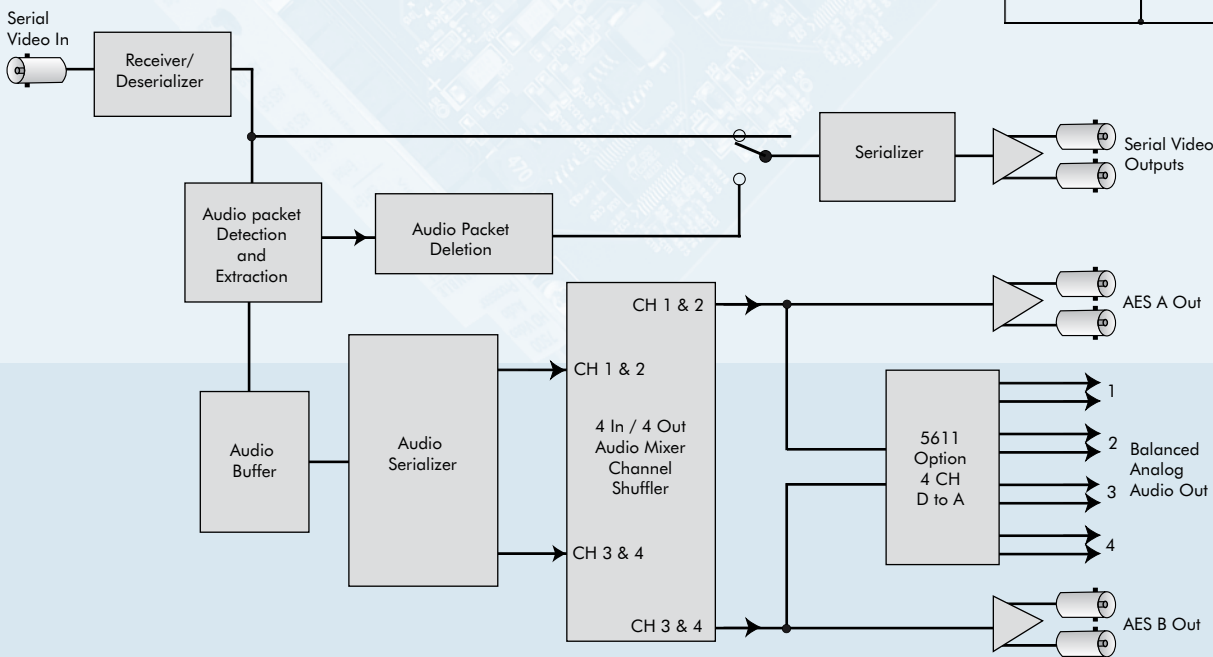 Serial
Video In
Receiver/
Deserializer
Serializer
Serial Video
Outputs
Audio packet
Detection
and
Extraction
Audio Packet
Deletion
CH 1 & 2
AES A Out
CH 1 & 2
Audio
Buffer
Audio
Serializer
4 In / 4 Out
Audio Mixer
Channel
Shuffler
5611
Option
4 CH
D to A
1
2
3
4
Balanced
Analog
Audio Out
CH 3 & 4
CH 3 & 4
AES B Out
470